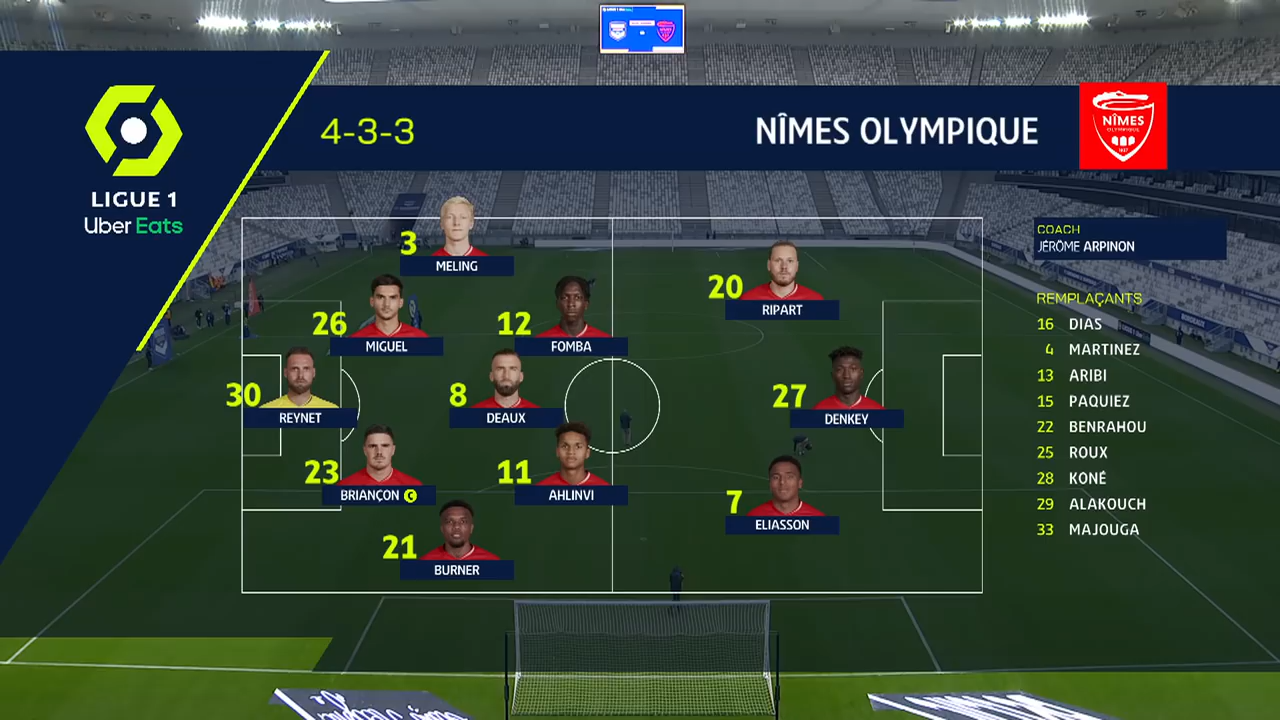 4-3-3
NÎMES OLYMPIQUE
NÎMES
OLYMPIQUE
LIGUE 1
Uber Eats
3
MELING
20
RIPART
26
MIGUEL
12
FOMBA
30
REYNET
8
DEAUX
27
DENKEY
23
BRIANÇON C
11
AHLINVI
7
ELIASSON
21
BURNER
COACH
JÉRÔME ARPINON
REMPLAÇANTS
16 DIAS
4 MARTINEZ
13 ARIBI
15 PAQUIEZ
22 BENRAHOU
25 ROUX
28 KONÉ
29 ALAKOUCH
33 MAJOUGA